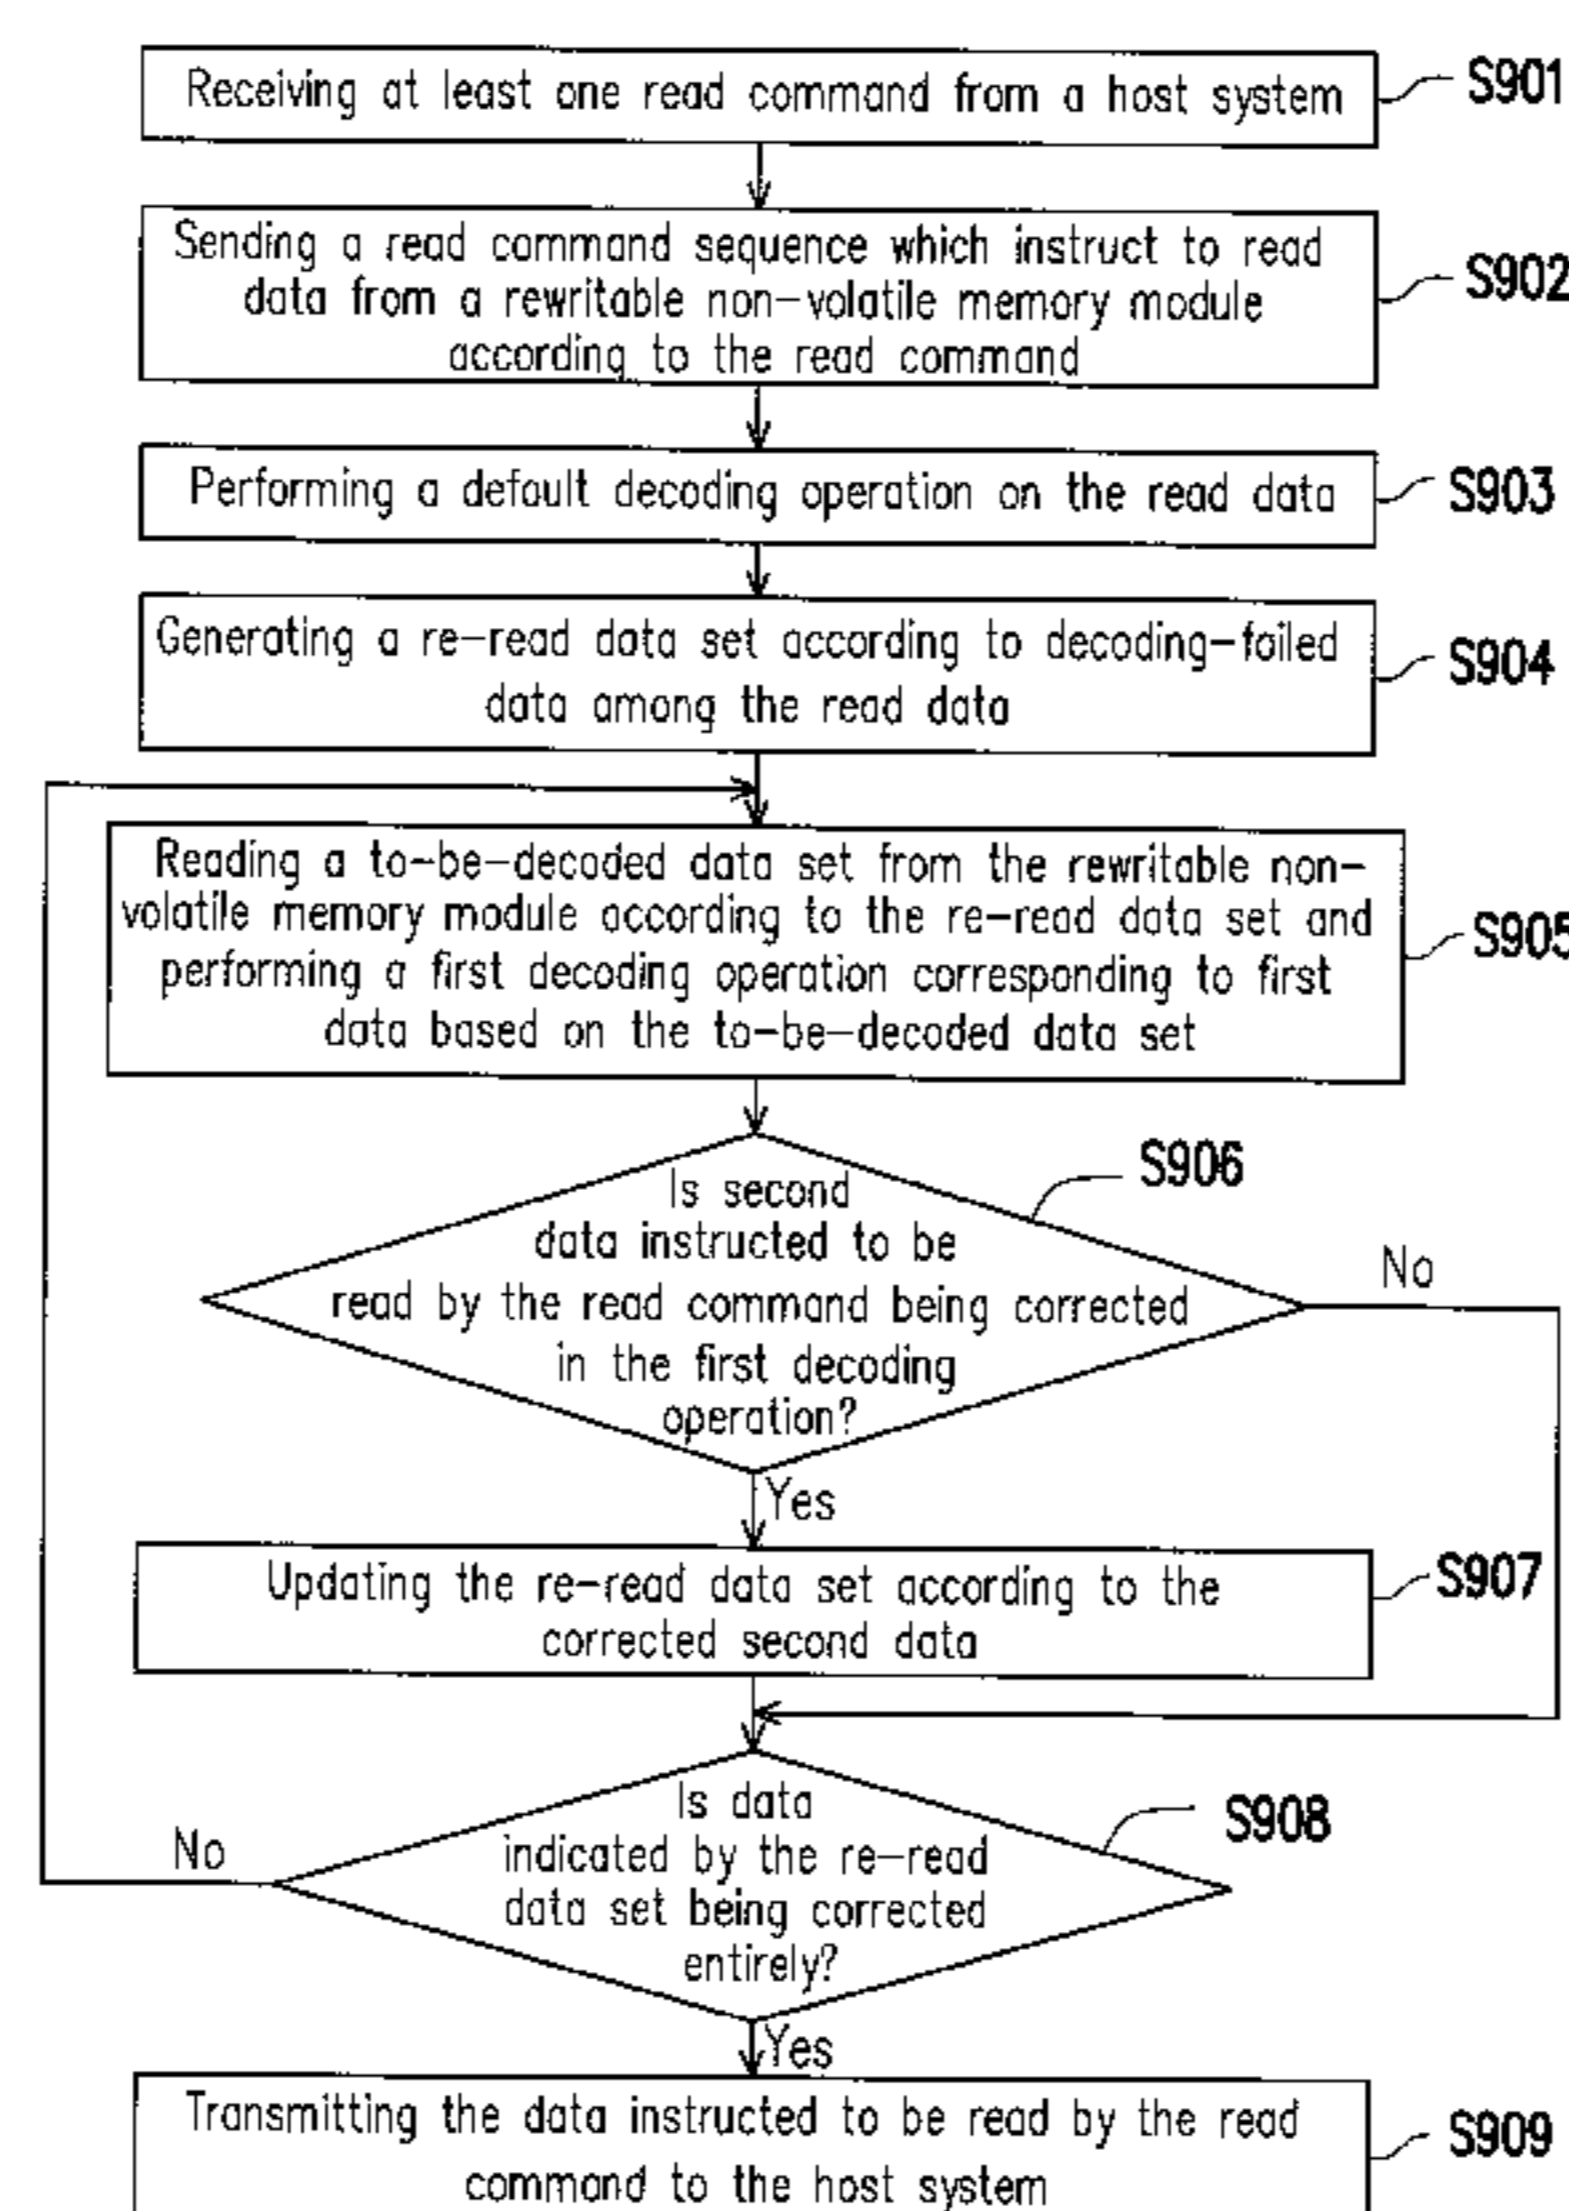 Receiving at least one read command from a host system
S901
Sending a read command sequence which instruct to read
data from a rewritable non-volatile memory module
according to the read command
S902
Performing a default decoding operation on the read data
S903
Generating a re-read data set according to decoding-failed
data among the read data
S904
Reading a to-be-decoded data set from the rewritable non-
volatile memory module according to the re-read data set and
performing a first decoding operation corresponding to first
data based on the to-be-decoded data set
S905
Is second
data instructed to be
read by the read command being corrected
in the first decoding
operation?
S906
No
Yes
Updating the re-read data set according to the
corrected second data
S907
Is data
indicated by the re-read
data set being corrected
entirely?
S908
No
Yes
Transmitting the data instructed to be read by the read
command to the host system
S909